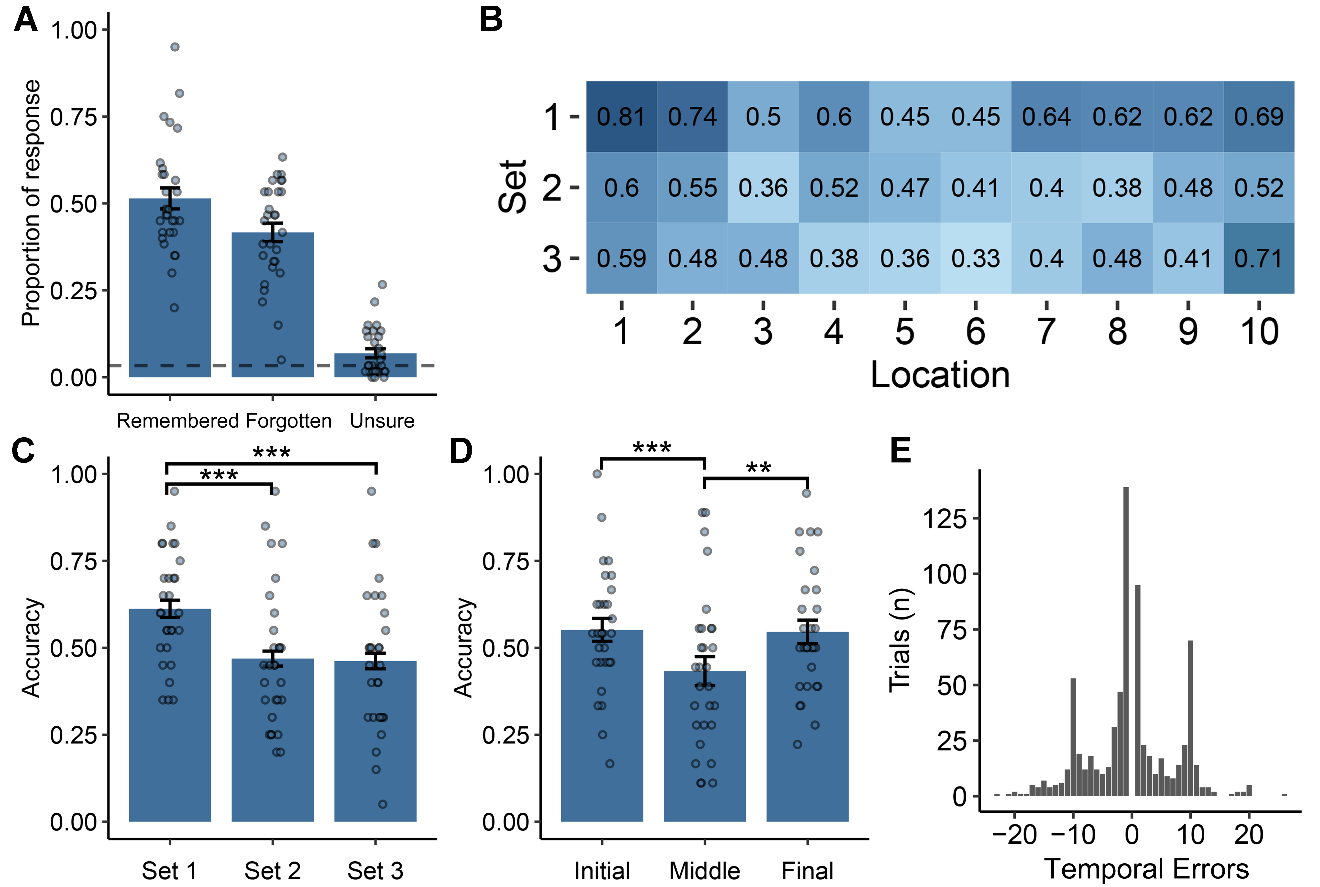 A
Proportion of response
1.00
0.75
0.50
0.25
0.00
Remembered Forgotten Unsure
B
Set
1 0.81 0.74 0.5 0.6 0.45 0.45 0.64 0.62 0.62 0.69
2 0.6 0.55 0.36 0.52 0.47 0.41 0.4 0.38 0.48 0.52
3 0.59 0.48 0.48 0.38 0.36 0.33 0.4 0.48 0.41 0.71
1 2 3 4 5 6 7 8 9 10
Location
C
Accuracy
1.00
0.75
0.50
0.25
0.00
***
***
Set 1 Set 2 Set 3
D
Accuracy
1.00
0.75
0.50
0.25
0.00
***
**
Initial Middle Final
E
Trials (n)
125
100
75
50
25
0
−20 −10 0 10 20
Temporal Errors